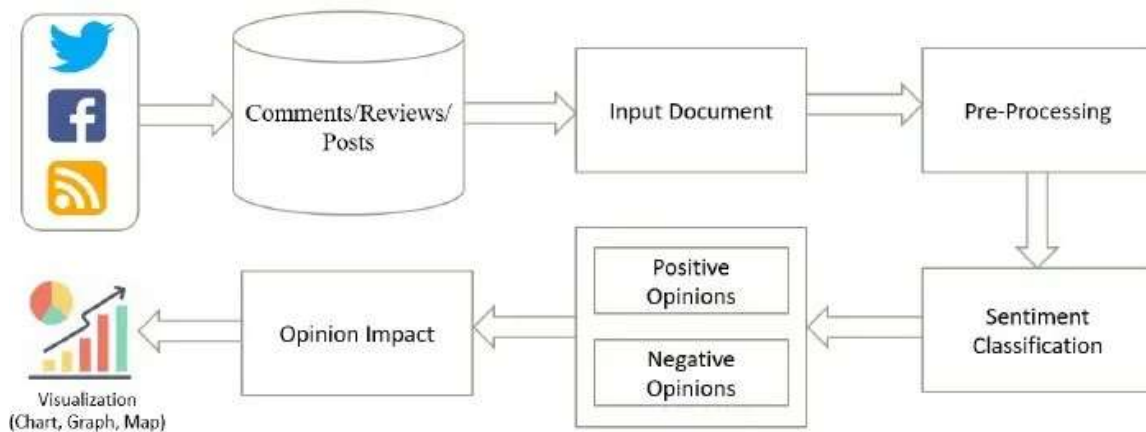 Comments/Reviews/
Posts
Input Document
Pre-Processing
Sentiment
Classification
Positive
Opinions
Negative
Opinions
Opinion Impact
Visualization
(Chart, Graph, Map)